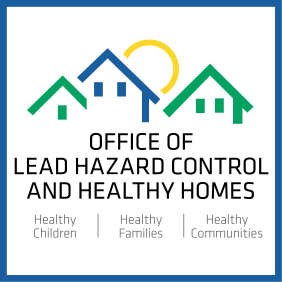 OFFICE OF
LEAD HAZARD CONTROL
AND HEALTHY HOMES
Healthy Children | Healthy Families | Healthy Communities